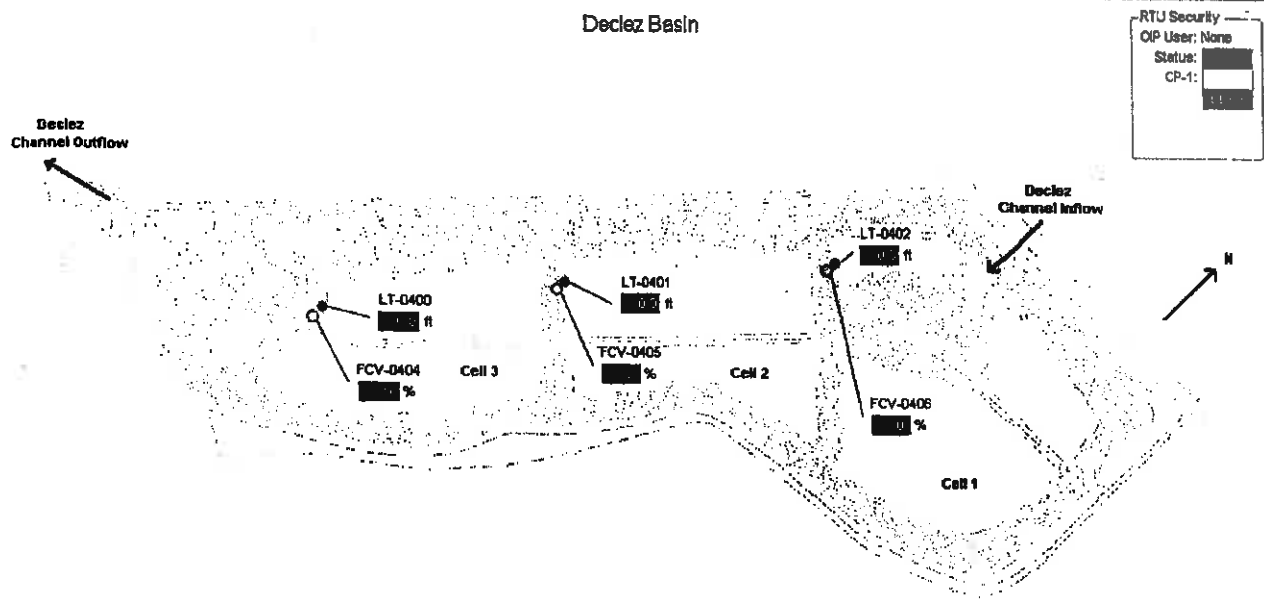 Declez Basin
RTU Security
OIP User: None
Status:
CP-1:
Declez
Channel Outflow
Declez
Channel Inflow
N
LT-0402
ft
LT-0401
ft
LT-0400
ft
FCV-0404
%
Cell 3
FCV-0405
%
Cell 2
FCV-0406
%
Cell 1